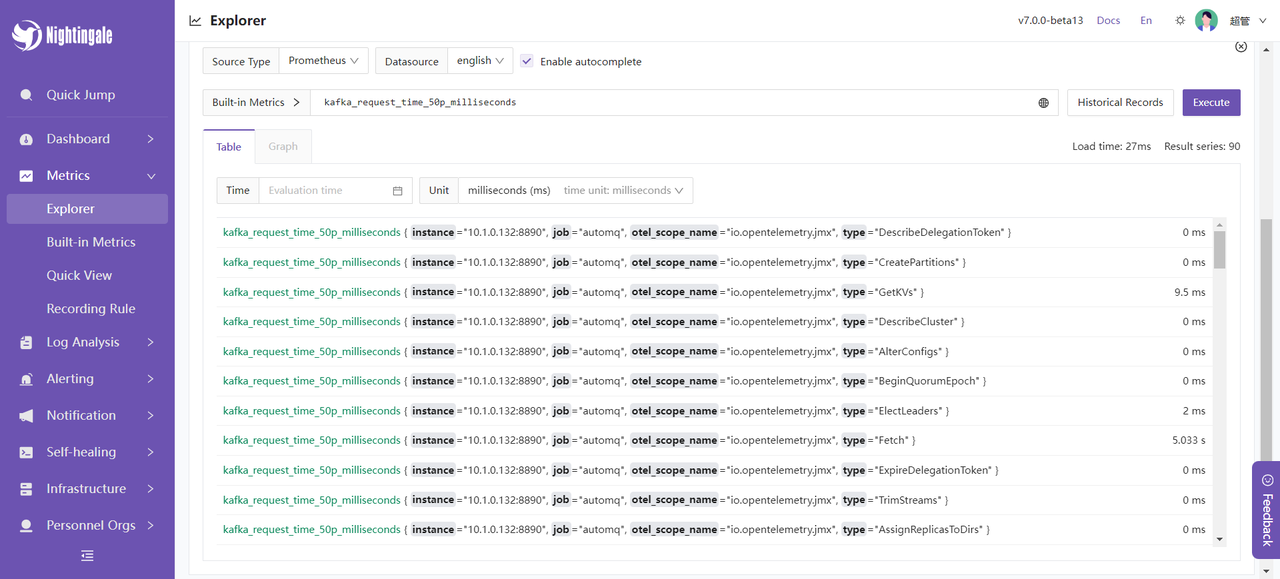 Nightingale
Explorer
v7.0.0-beta13 Docs En 超管
Quick Jump
Dashboard
Metrics
Explorer
Built-in Metrics
Quick View
Recording Rule
Log Analysis
Alerting
Notification
Self-healing
Infrastructure
Personnel Orgs
Source Type Prometheus Datasource english Enable autocomplete
Built-in Metrics kafka_request_time_50p_milliseconds Historical Records Execute
Table Graph Load time: 27ms Result series: 90
Time Evaluation time Unit milliseconds (ms) time unit: milliseconds
kafka_request_time_50p_milliseconds { instance="10.1.0.132:8890", job="automq", otel_scope_name="io.opentelemetry.jmx", type="DescribeDelegationToken" } 0 ms
kafka_request_time_50p_milliseconds { instance="10.1.0.132:8890", job="automq", otel_scope_name="io.opentelemetry.jmx", type="CreatePartitions" } 0 ms
kafka_request_time_50p_milliseconds { instance="10.1.0.132:8890", job="automq", otel_scope_name="io.opentelemetry.jmx", type="GetKVs" } 9.5 ms
kafka_request_time_50p_milliseconds { instance="10.1.0.132:8890", job="automq", otel_scope_name="io.opentelemetry.jmx", type="DescribeCluster" } 0 ms
kafka_request_time_50p_milliseconds { instance="10.1.0.132:8890", job="automq", otel_scope_name="io.opentelemetry.jmx", type="AlterConfigs" } 0 ms
kafka_request_time_50p_milliseconds { instance="10.1.0.132:8890", job="automq", otel_scope_name="io.opentelemetry.jmx", type="BeginQuorumEpoch" } 0 ms
kafka_request_time_50p_milliseconds { instance="10.1.0.132:8890", job="automq", otel_scope_name="io.opentelemetry.jmx", type="ElectLeaders" } 2 ms
kafka_request_time_50p_milliseconds { instance="10.1.0.132:8890", job="automq", otel_scope_name="io.opentelemetry.jmx", type="Fetch" } 5.033 s
kafka_request_time_50p_milliseconds { instance="10.1.0.132:8890", job="automq", otel_scope_name="io.opentelemetry.jmx", type="ExpireDelegationToken" } 0 ms
kafka_request_time_50p_milliseconds { instance="10.1.0.132:8890", job="automq", otel_scope_name="io.opentelemetry.jmx", type="TrimStreams" } 0 ms
kafka_request_time_50p_milliseconds { instance="10.1.0.132:8890", job="automq", otel_scope_name="io.opentelemetry.jmx", type="AssignReplicasToDirs" } 0 ms
Feedback